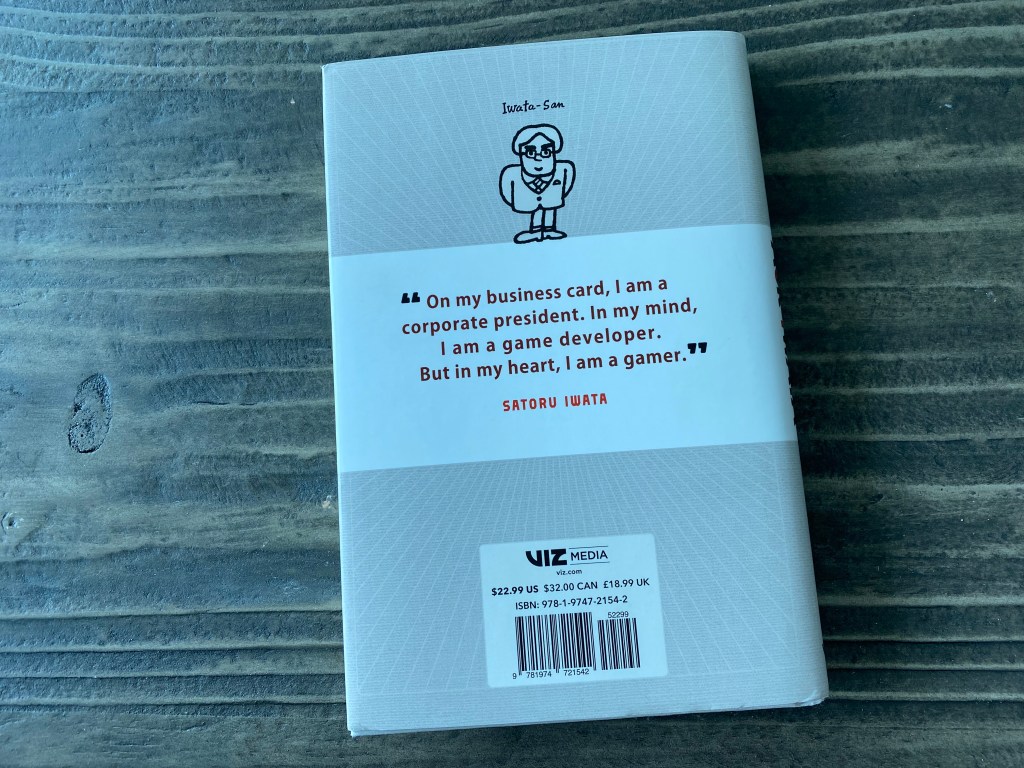 Iwata-San
“ On my business card, I am a
corporate president. In my mind,
I am a game developer.
But in my heart, I am a gamer.”
SATORU IWATA
VIZ MEDIA
viz.com
$22.99 US $32.00 CAN £18.99 UK
ISBN: 978-1-9747-2154-2
52299
9 781974 721542